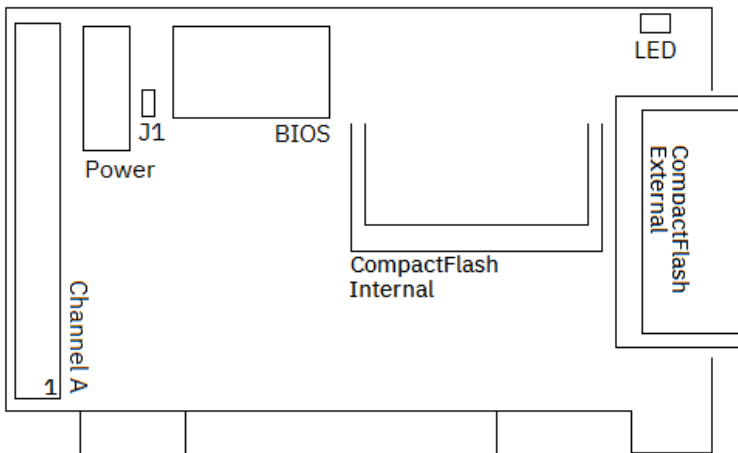 LED
J1
BIOS
Power
CompactFlash
External
CompactFlash
Internal
Channel A
1